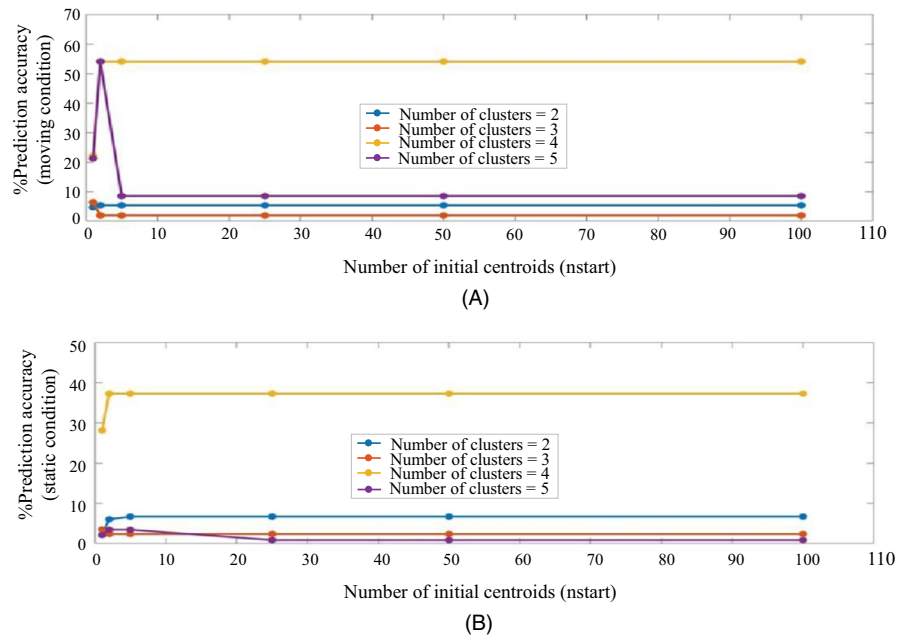 70
60
50
40
30
20
10
0
%Prediction accuracy
(moving condition)
Number of clusters = 2
Number of clusters = 3
Number of clusters = 4
Number of clusters = 5
0 10 20 30 40 50 60 70 80 90 100 110
Number of initial centroids (nstart)
(A)
50
40
30
20
10
0
%Prediction accuracy
(static condition)
Number of clusters = 2
Number of clusters = 3
Number of clusters = 4
Number of clusters = 5
0 10 20 30 40 50 60 70 80 90 100 110
Number of initial centroids (nstart)
(B)